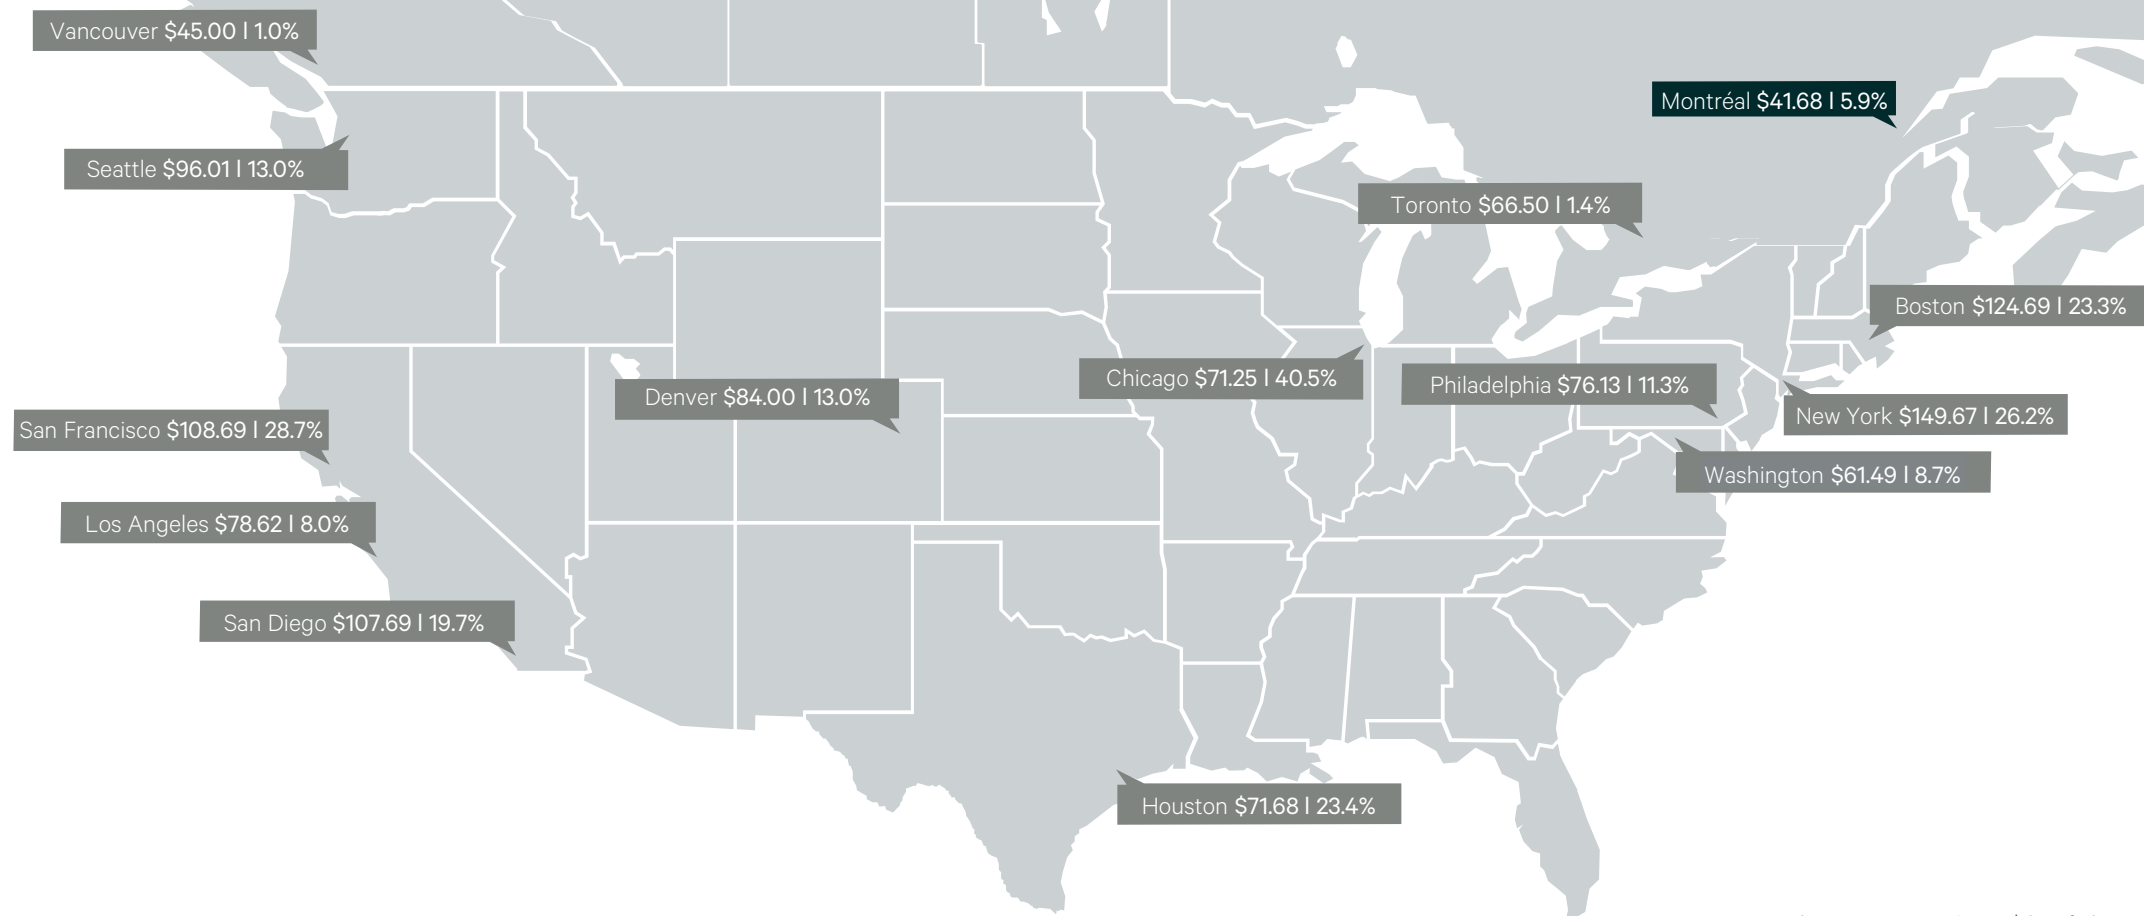 Vancouver $45.00 | 1.0%
Montréal $41.68 | 5.9%
Seattle $96.01 | 13.0%
Toronto $66.50 | 1.4%
Boston $124.69 | 23.3%
Chicago $71.25 | 40.5%
Philadelphia $76.13 | 11.3%
Denver $84.00 | 13.0%
New York $149.67 | 26.2%
San Francisco $108.69 | 28.7%
Washington $61.49 | 8.7%
Los Angeles $78.62 | 8.0%
San Diego $107.69 | 19.7%
Houston $71.68 | 23.4%